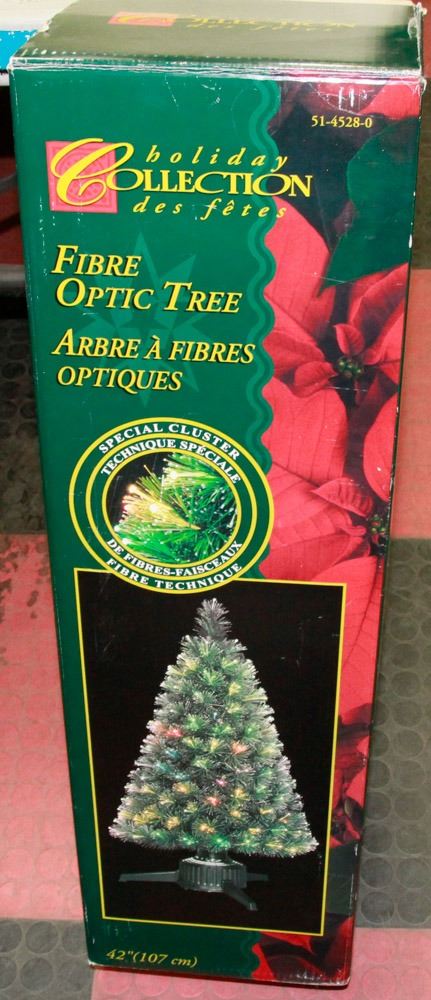 51-4528-0
holiday
COLLECTION
des fêtes
FIBRE
OPTIC TREE
ARBRE À FIBRES
OPTIQUES
SPECIAL CLUSTER
TECHNIQUE SPÉCIALE
DE FIBRES-FAISCEAUX
FIBRE TECHNIQUE
42"(107 cm)